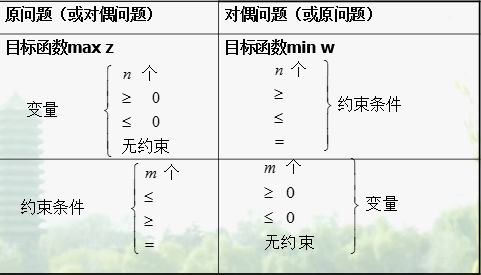 原问题（或对偶问题）
对偶问题（或原问题）
目标函数max z
目标函数min w
变量
n 个
≥ 0
≤ 0
无约束
n 个
≥
≤
=
约束条件
约束条件
m 个
≤
≥
=
m 个
≥ 0
≤ 0
无约束
变量